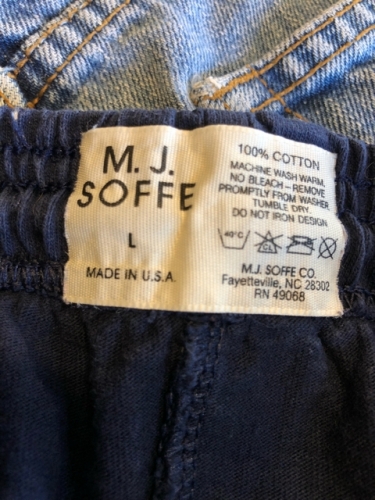 M. J.
SOFFE
L
MADE IN U.S.A.
100% COTTON
MACHINE WASH WARM,
NO BLEACH – REMOVE
PROMPTLY FROM WASHER
TUMBLE DRY.
DO NOT IRON DESIGN.
40°C CL
M.J. SOFFE CO.
Fayetteville, NC 28302
RN 49068